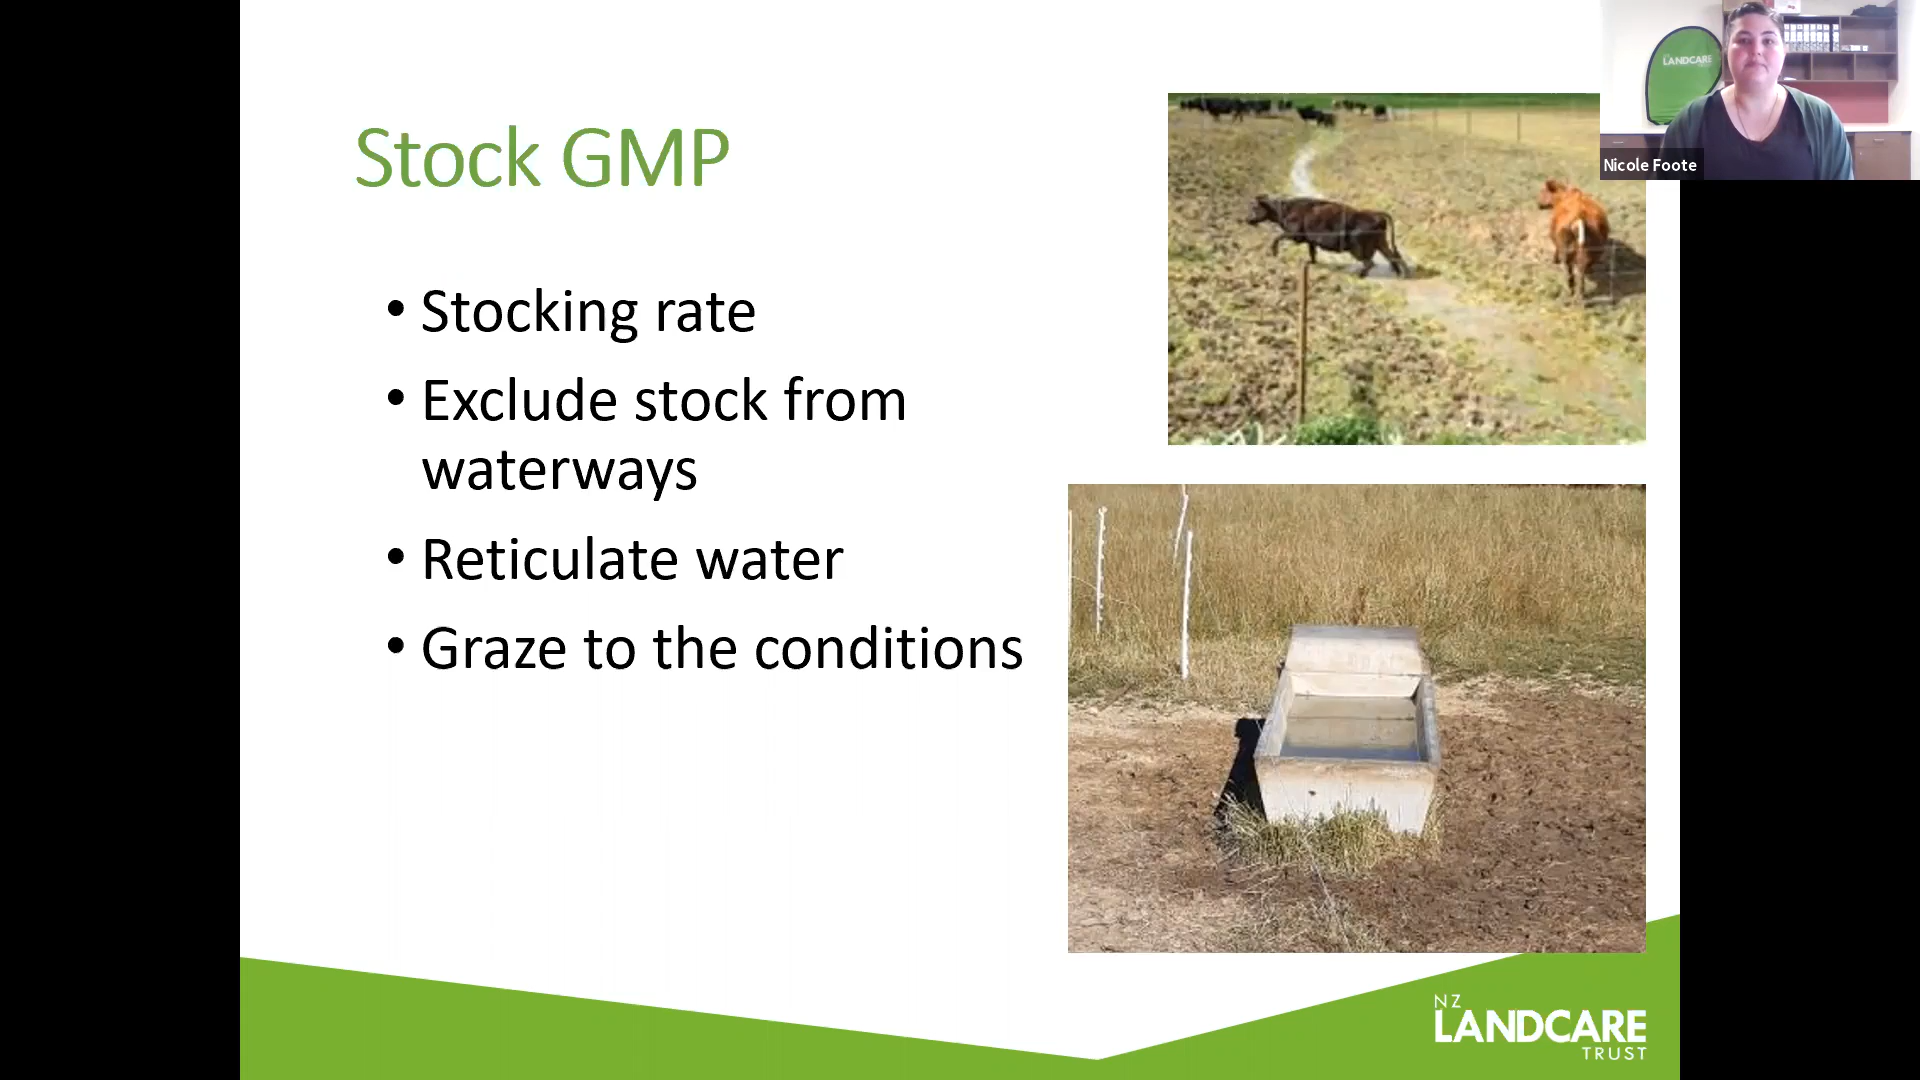 Stock GMP
• Stocking rate
• Exclude stock from
waterways
• Reticulate water
• Graze to the conditions
LANDCARE
Nicole Foote
NZ
LANDCARE
TRUST